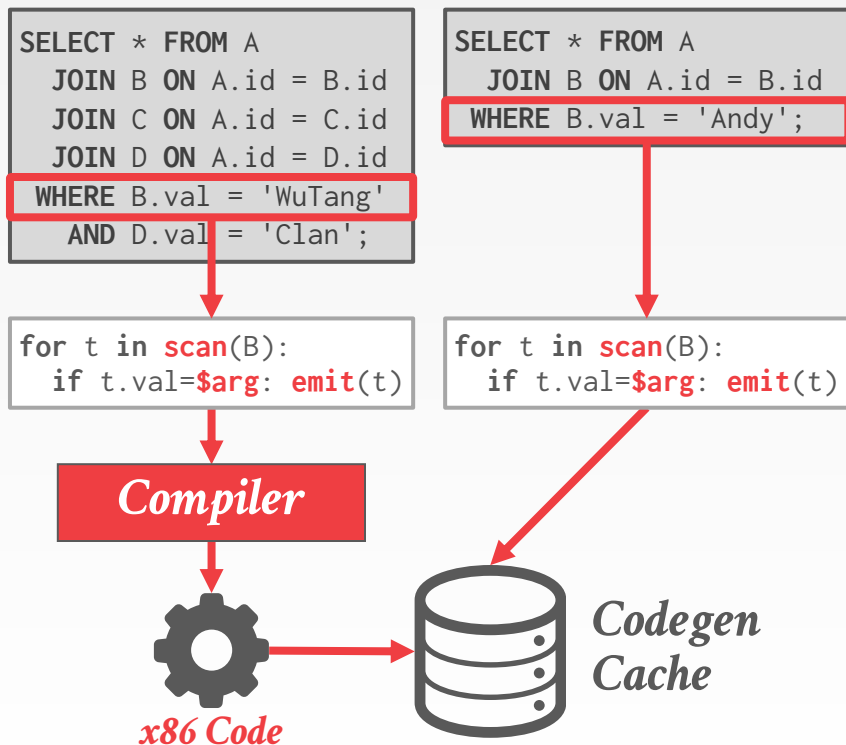 SELECT * FROM A
JOIN B ON A.id = B.id
JOIN C ON A.id = C.id
JOIN D ON A.id = D.id
WHERE B.val = 'WuTang'
AND D.val = 'Clan';
SELECT * FROM A
JOIN B ON A.id = B.id
WHERE B.val = 'Andy';
for t in scan(B):
if t.val=$arg: emit(t)
for t in scan(B):
if t.val=$arg: emit(t)
Compiler
x86 Code
Codegen
Cache